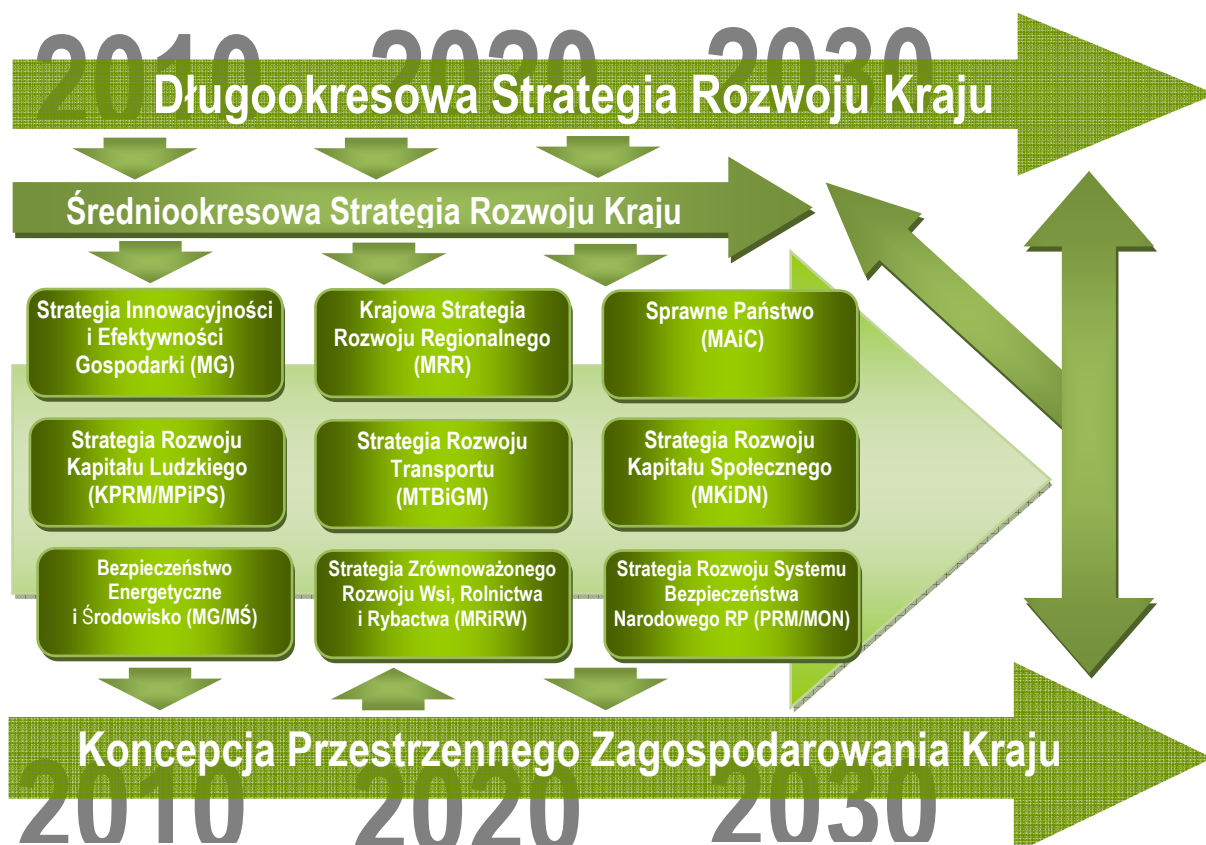 2010 2020 2030
Długookresowa Strategia Rozwoju Kraju
Średniookresowa Strategia Rozwoju Kraju
Strategia Innowacyjności
i Efektywności
Gospodarki (MG)
Krajowa Strategia
Rozwoju Regionalnego
(MRR)
Sprawne Państwo
(MAiC)
Strategia Rozwoju
Kapitału Ludzkiego
(KPRM/MPiPS)
Strategia Rozwoju
Transportu
(MTBiGM)
Strategia Rozwoju
Kapitału Społecznego
(MKiDN)
Bezpieczeństwo
Energetyczne
i Środowisko (MG/MŚ)
Strategia Zrównoważonego
Rozwoju Wsi, Rolnictwa
i Rybactwa (MRiRW)
Strategia Rozwoju Systemu
Bezpieczeństwa
Narodowego RP (PRM/MON)
Koncepcja Przestrzennego Zagospodarowania Kraju
2010 2020 2030